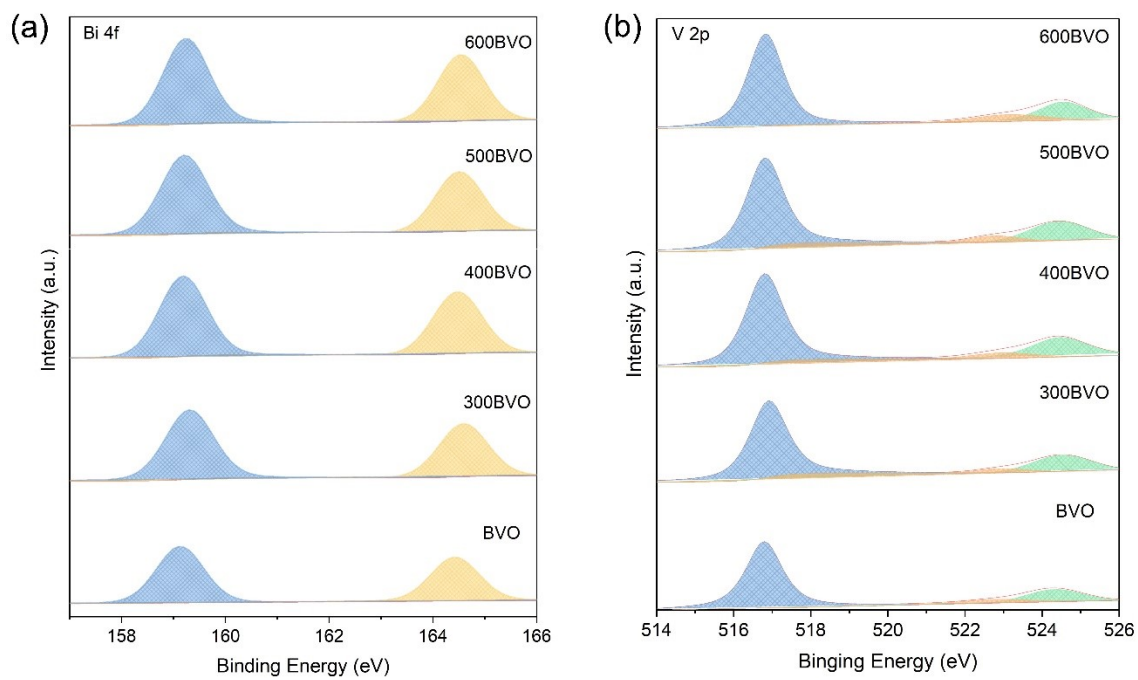 (a)
Bi 4f
600BVO
500BVO
400BVO
300BVO
BVO
Intensity (a.u.)
158 160 162 164 166
Binding Energy (eV)
(b)
V 2p
600BVO
500BVO
400BVO
300BVO
BVO
Intensity (a.u.)
514 516 518 520 522 524 526
Binging Energy (eV)